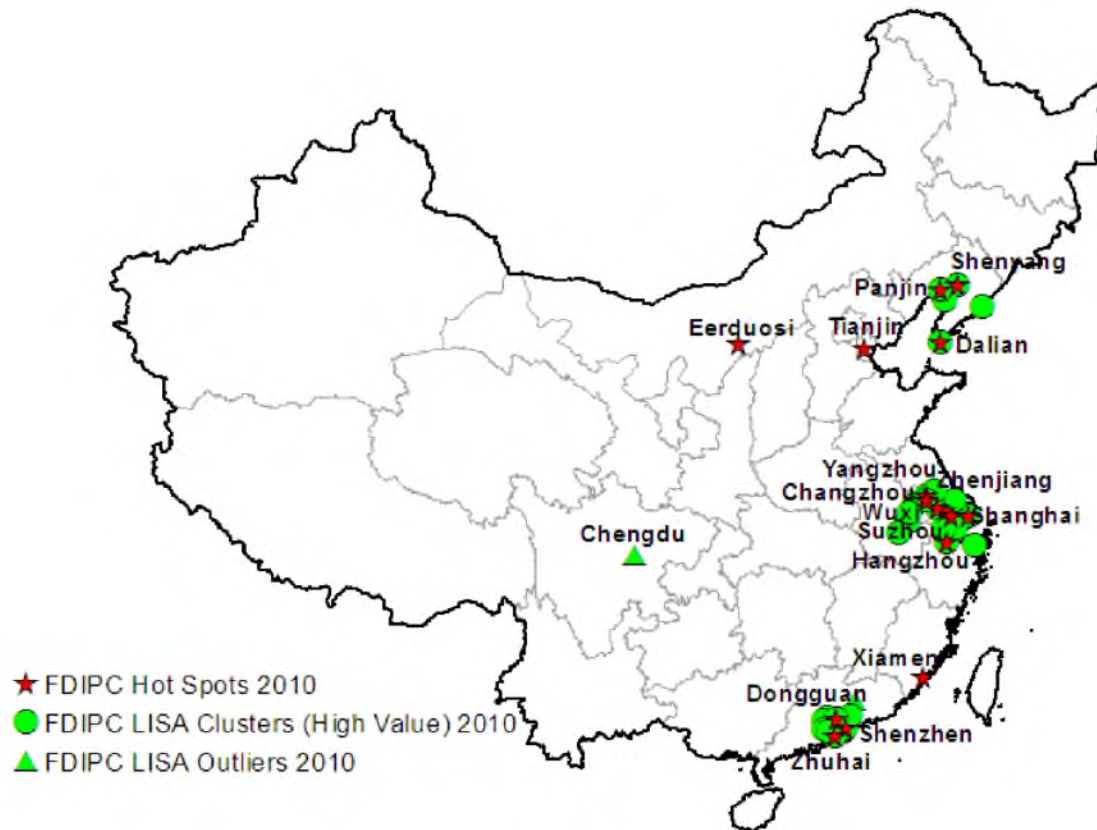 Shenyang
Panjin
Eerduosi
Tianjin
Dalian
Yangzhou
Zhenjiang
Changzhou
Wuxi
Shanghai
Suzhou
Chengdu
Hangzhou
Xiamen
FDIPC Hot Spots 2010
Dongguan
FDIPC LISA Clusters (High Value) 2010
Shenzhen
Zhuhai
FDIPC LISA Outliers 2010